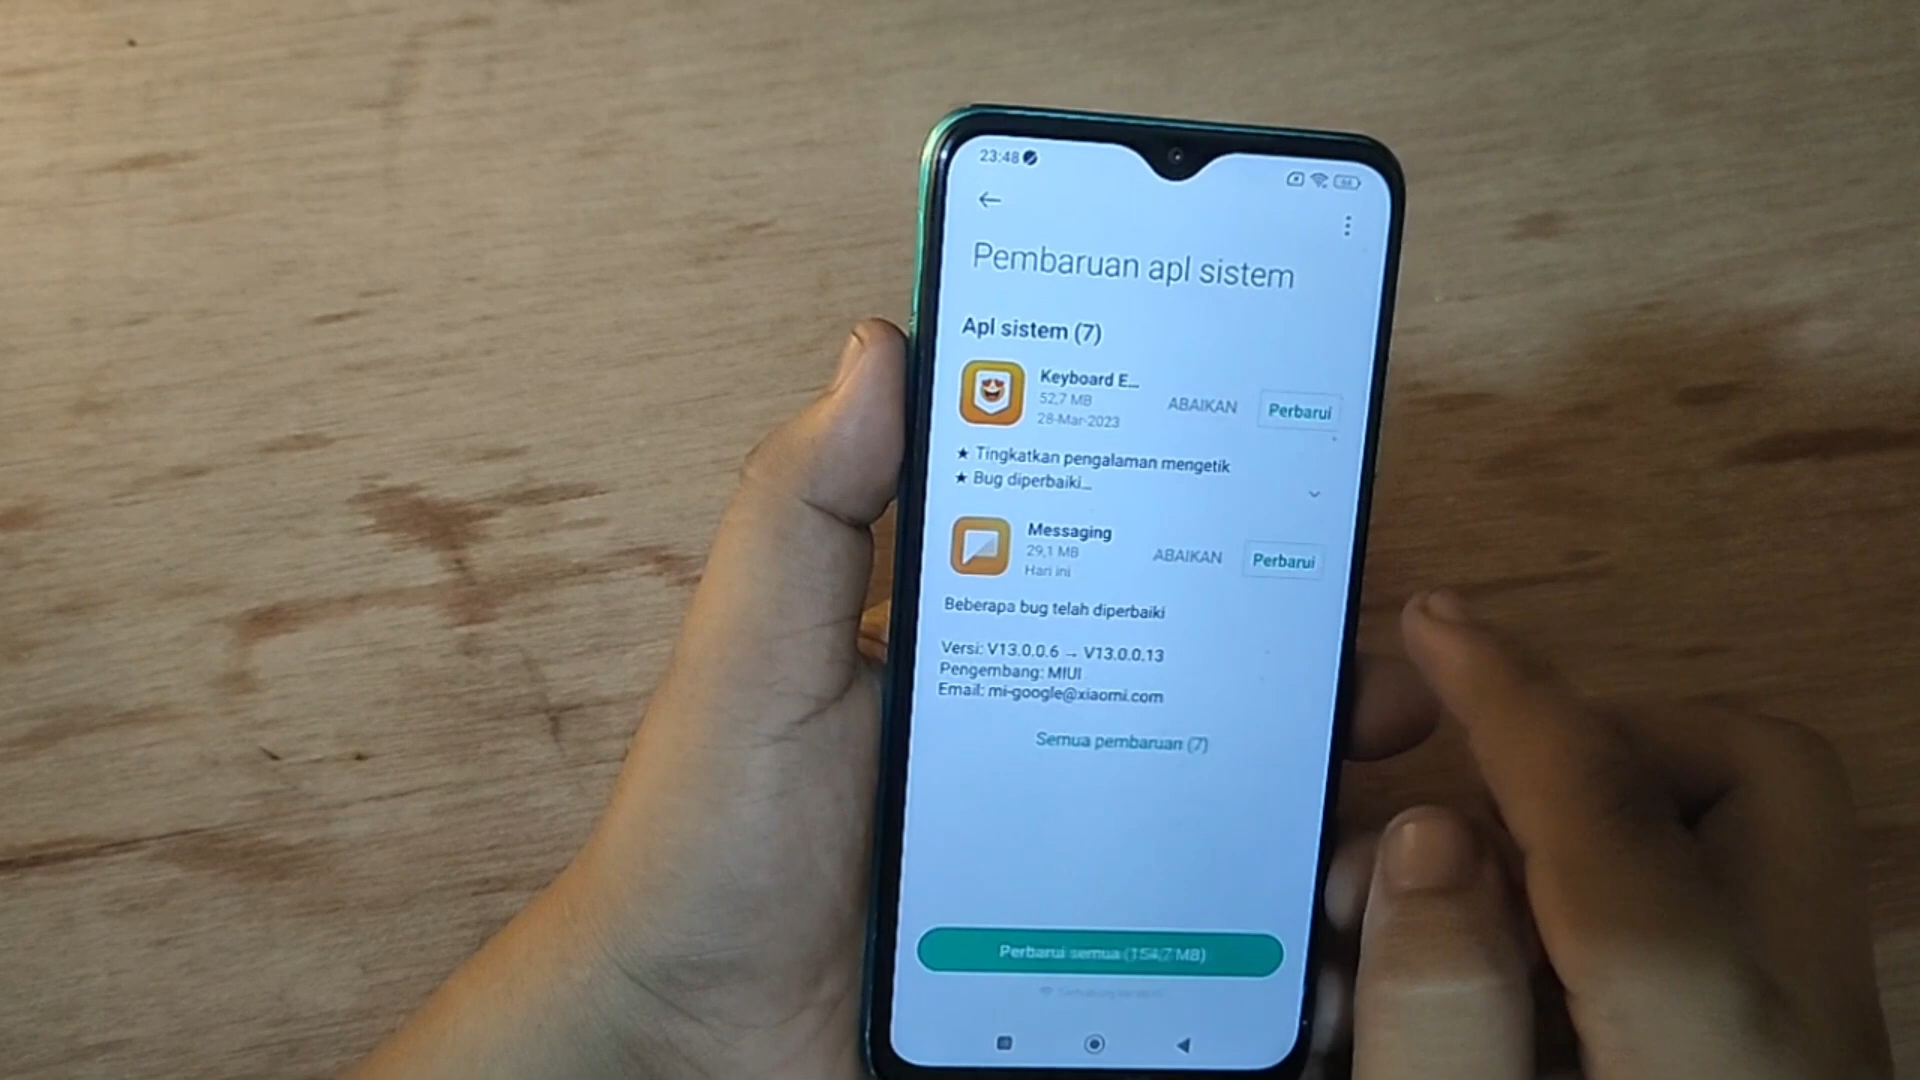 23:48
Pembaruan apl sistem
Apl sistem (7)
Keyboard E...
52,7 MB
28-Mar-2023
ABAIKAN
Perbarui
★ Tingkatkan pengalaman mengetik
★ Bug diperbaiki...
Messaging
29,1 MB
Hari ini
ABAIKAN
Perbarui
Beberapa bug telah diperbaiki
Versi: V13.0.0.6 → V13.0.0.13
Pengembang: MIUI
Email: mi-google@xiaomi.com
Semua pembaruan (7)
Perbarui semua (154,7 MB)